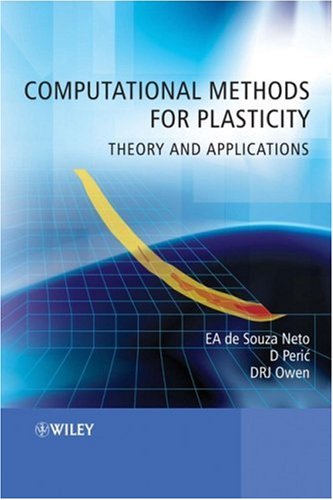 COMPUTATIONAL METHODS
FOR PLASTICITY
THEORY AND APPLICATIONS
EA de Souza Neto
D Perić
DRJ Owen
WILEY